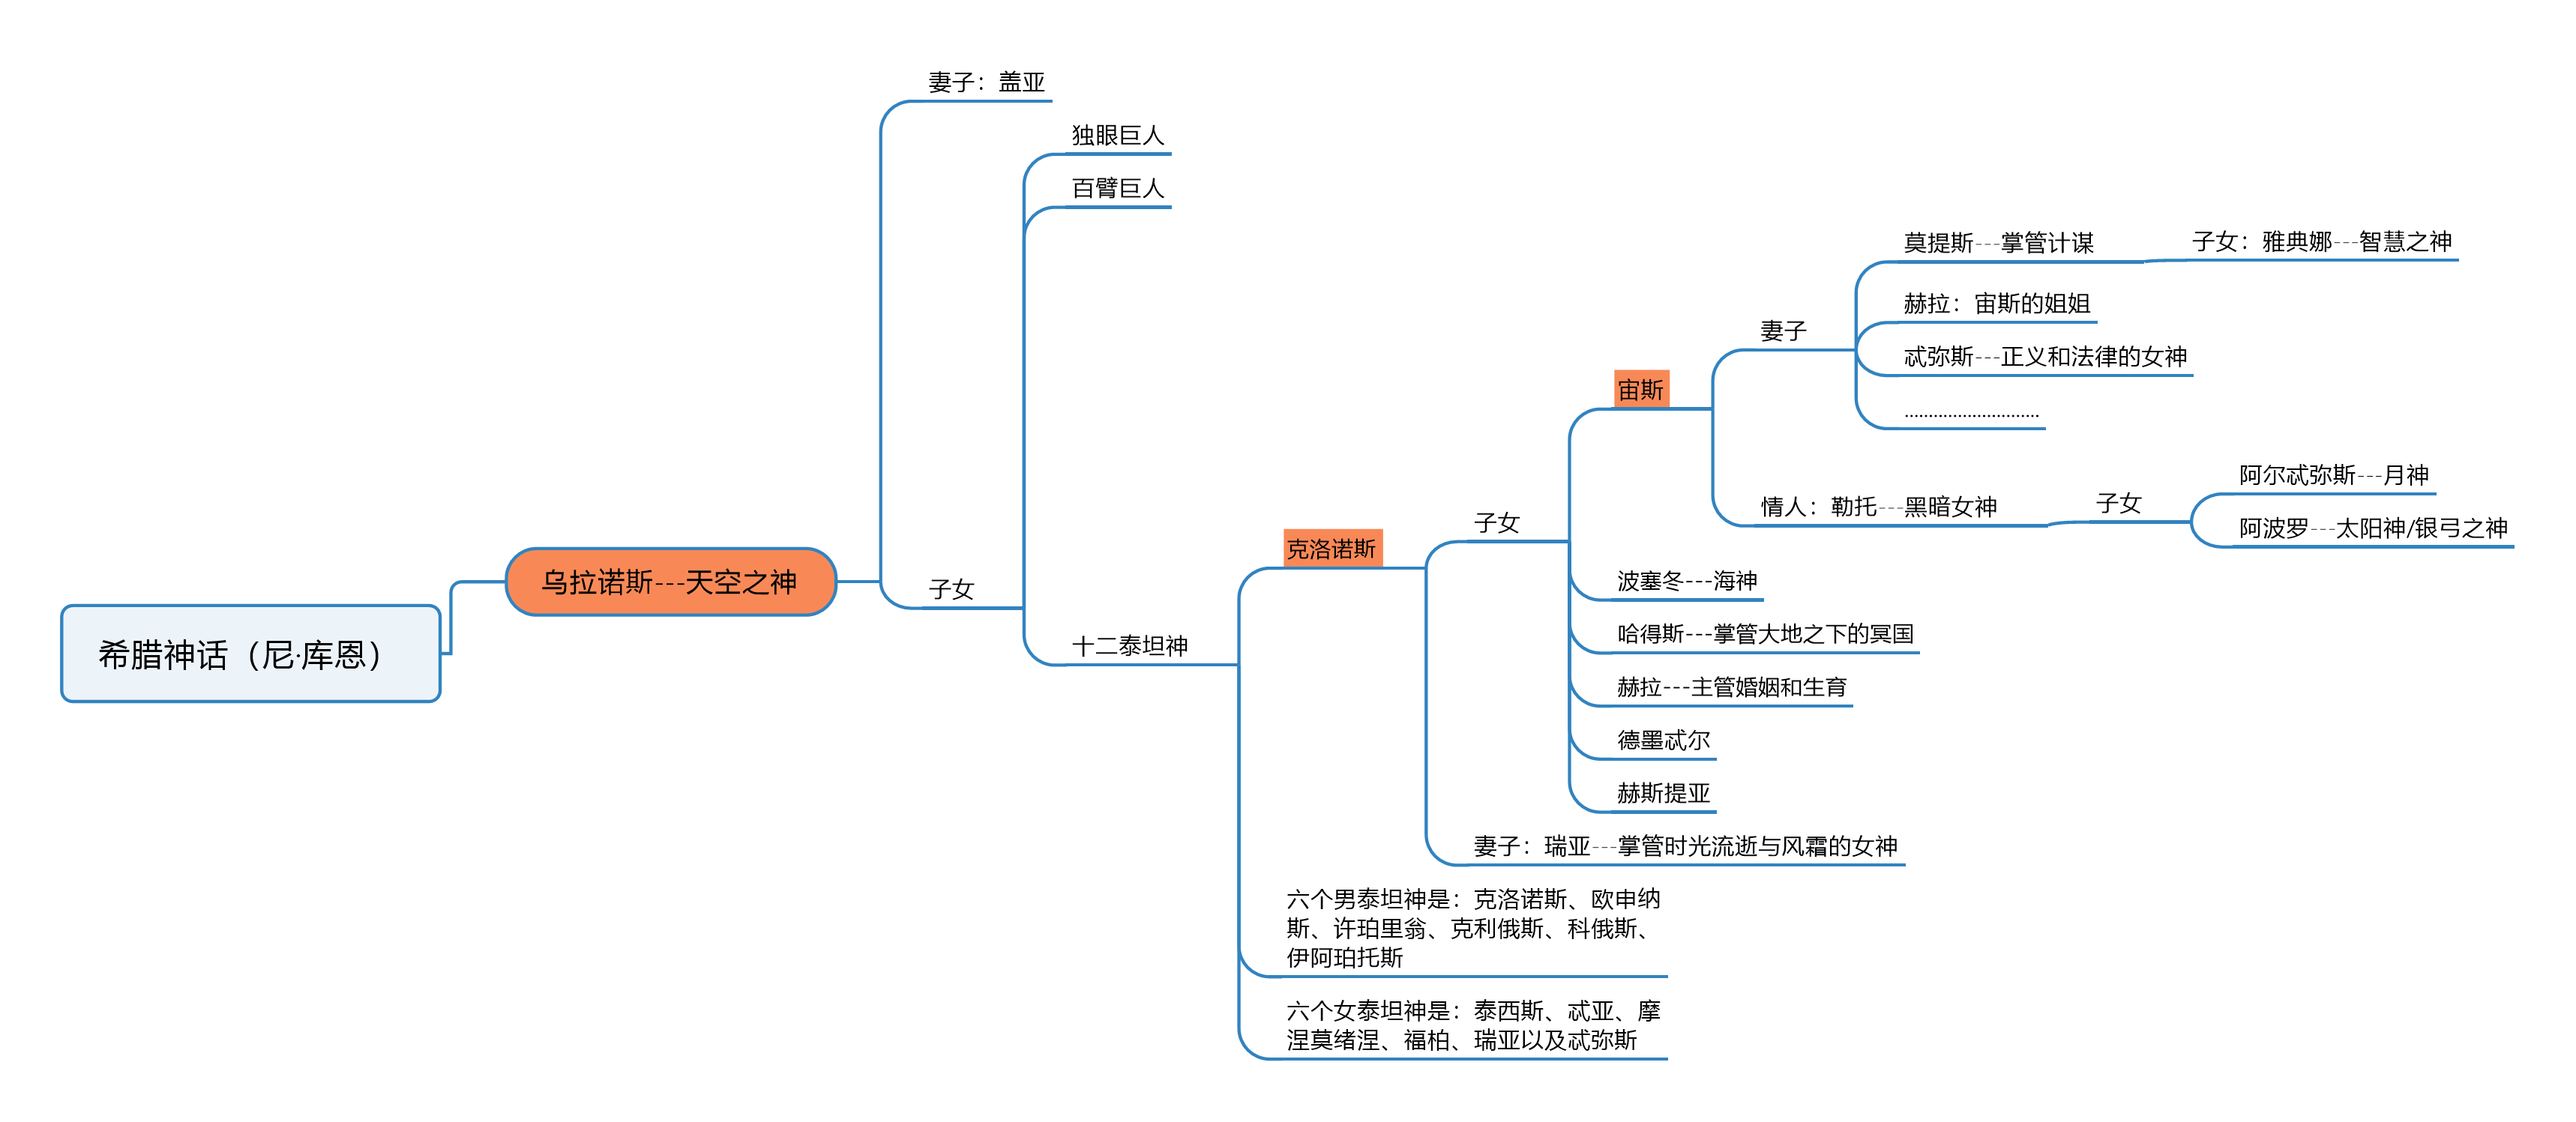 妻子：盖亚
独眼巨人
百臂巨人
莫提斯---掌管计谋
子女：雅典娜---智慧之神
赫拉：宙斯的姐姐
妻子
忒弥斯---正义和法律的女神
宙斯
............................
阿尔忒弥斯---月神
情人：勒托---黑暗女神
子女
阿波罗---太阳神/银弓之神
子女
克洛诺斯
乌拉诺斯---天空之神
子女
波塞冬---海神
希腊神话（尼·库恩）
十二泰坦神
哈得斯---掌管大地之下的冥国
赫拉---主管婚姻和生育
德墨忒尔
赫斯提亚
妻子：瑞亚---掌管时光流逝与风霜的女神
六个男泰坦神是：克洛诺斯、欧申纳
斯、许珀里翁、克利俄斯、科俄斯、
伊阿珀托斯
六个女泰坦神是：泰西斯、忒亚、摩
涅莫绪涅、福柏、瑞亚以及忒弥斯